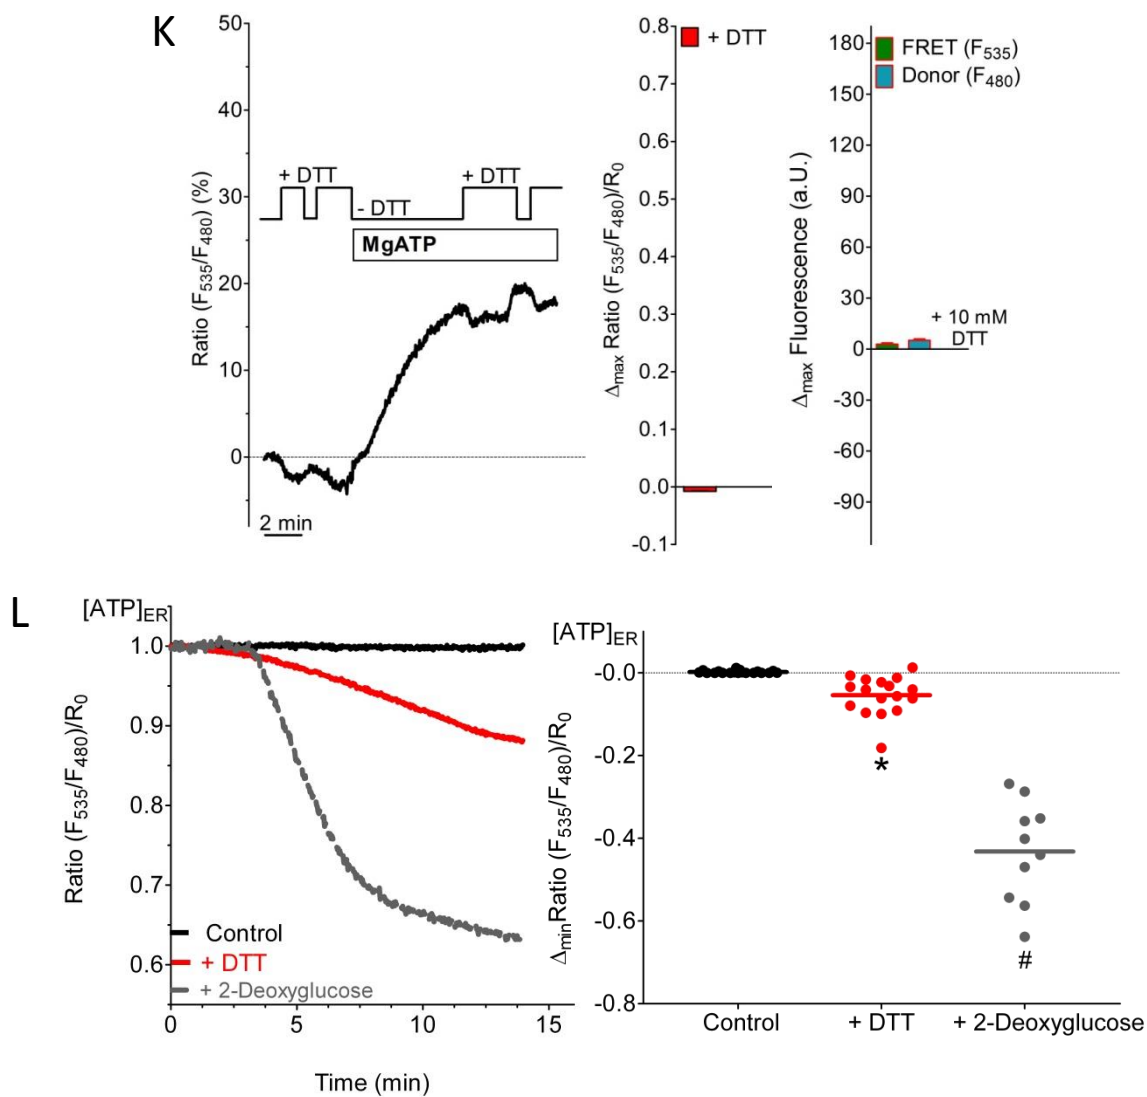 K
Ratio (F535/F480) (%)
50
40
30
20
10
0
+ DTT
- DTT
+ DTT
MgATP
2 min
Δmax Ratio (F535/F480)/R0
0.8
0.7
0.6
0.5
0.4
0.3
0.2
0.1
0.0
-0.1
+ DTT
Δmax Fluorescence (a.U.)
180
150
120
90
60
30
0
-30
-60
-90
FRET (F535)
Donor (F480)
+ 10 mM
DTT
L
[ATP]ER
Ratio (F535/F480)/R0
1.0
0.9
0.8
0.7
0.6
Control
+ DTT
+ 2-Deoxyglucose
0
5
10
15
Time (min)
[ATP]ER
ΔminRatio (F535/F480)/R0
-0.0
-0.2
-0.4
-0.6
-0.8
*
#
Control
+ DTT
+ 2-Deoxyglucose